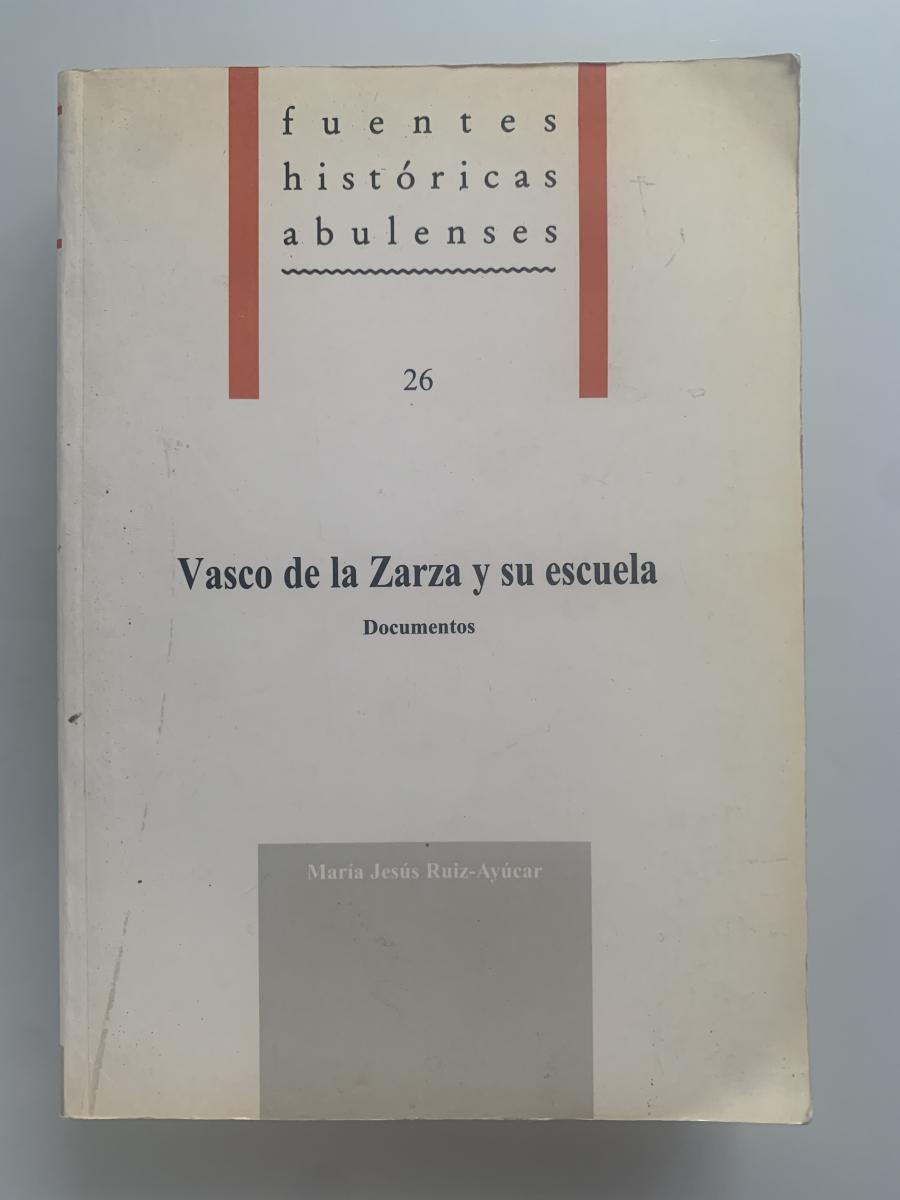 fuentes
históricas
abulenses
26
Vasco de la Zarza y su escuela
Documentos
María Jesús Ruiz-Ayúcar